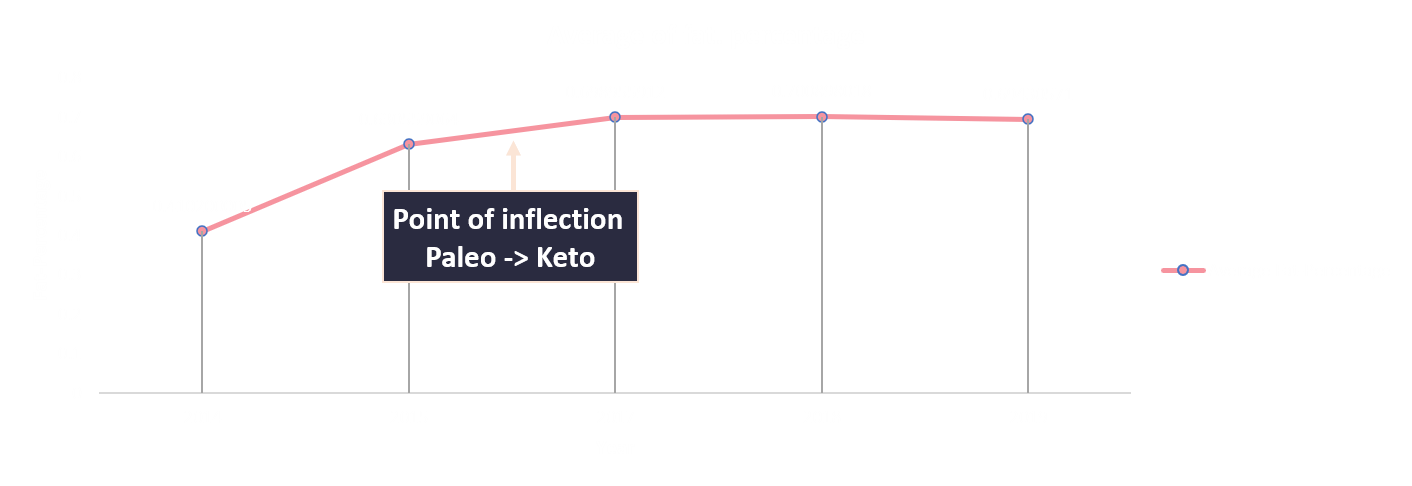 Point of inflection
Paleo -> Keto